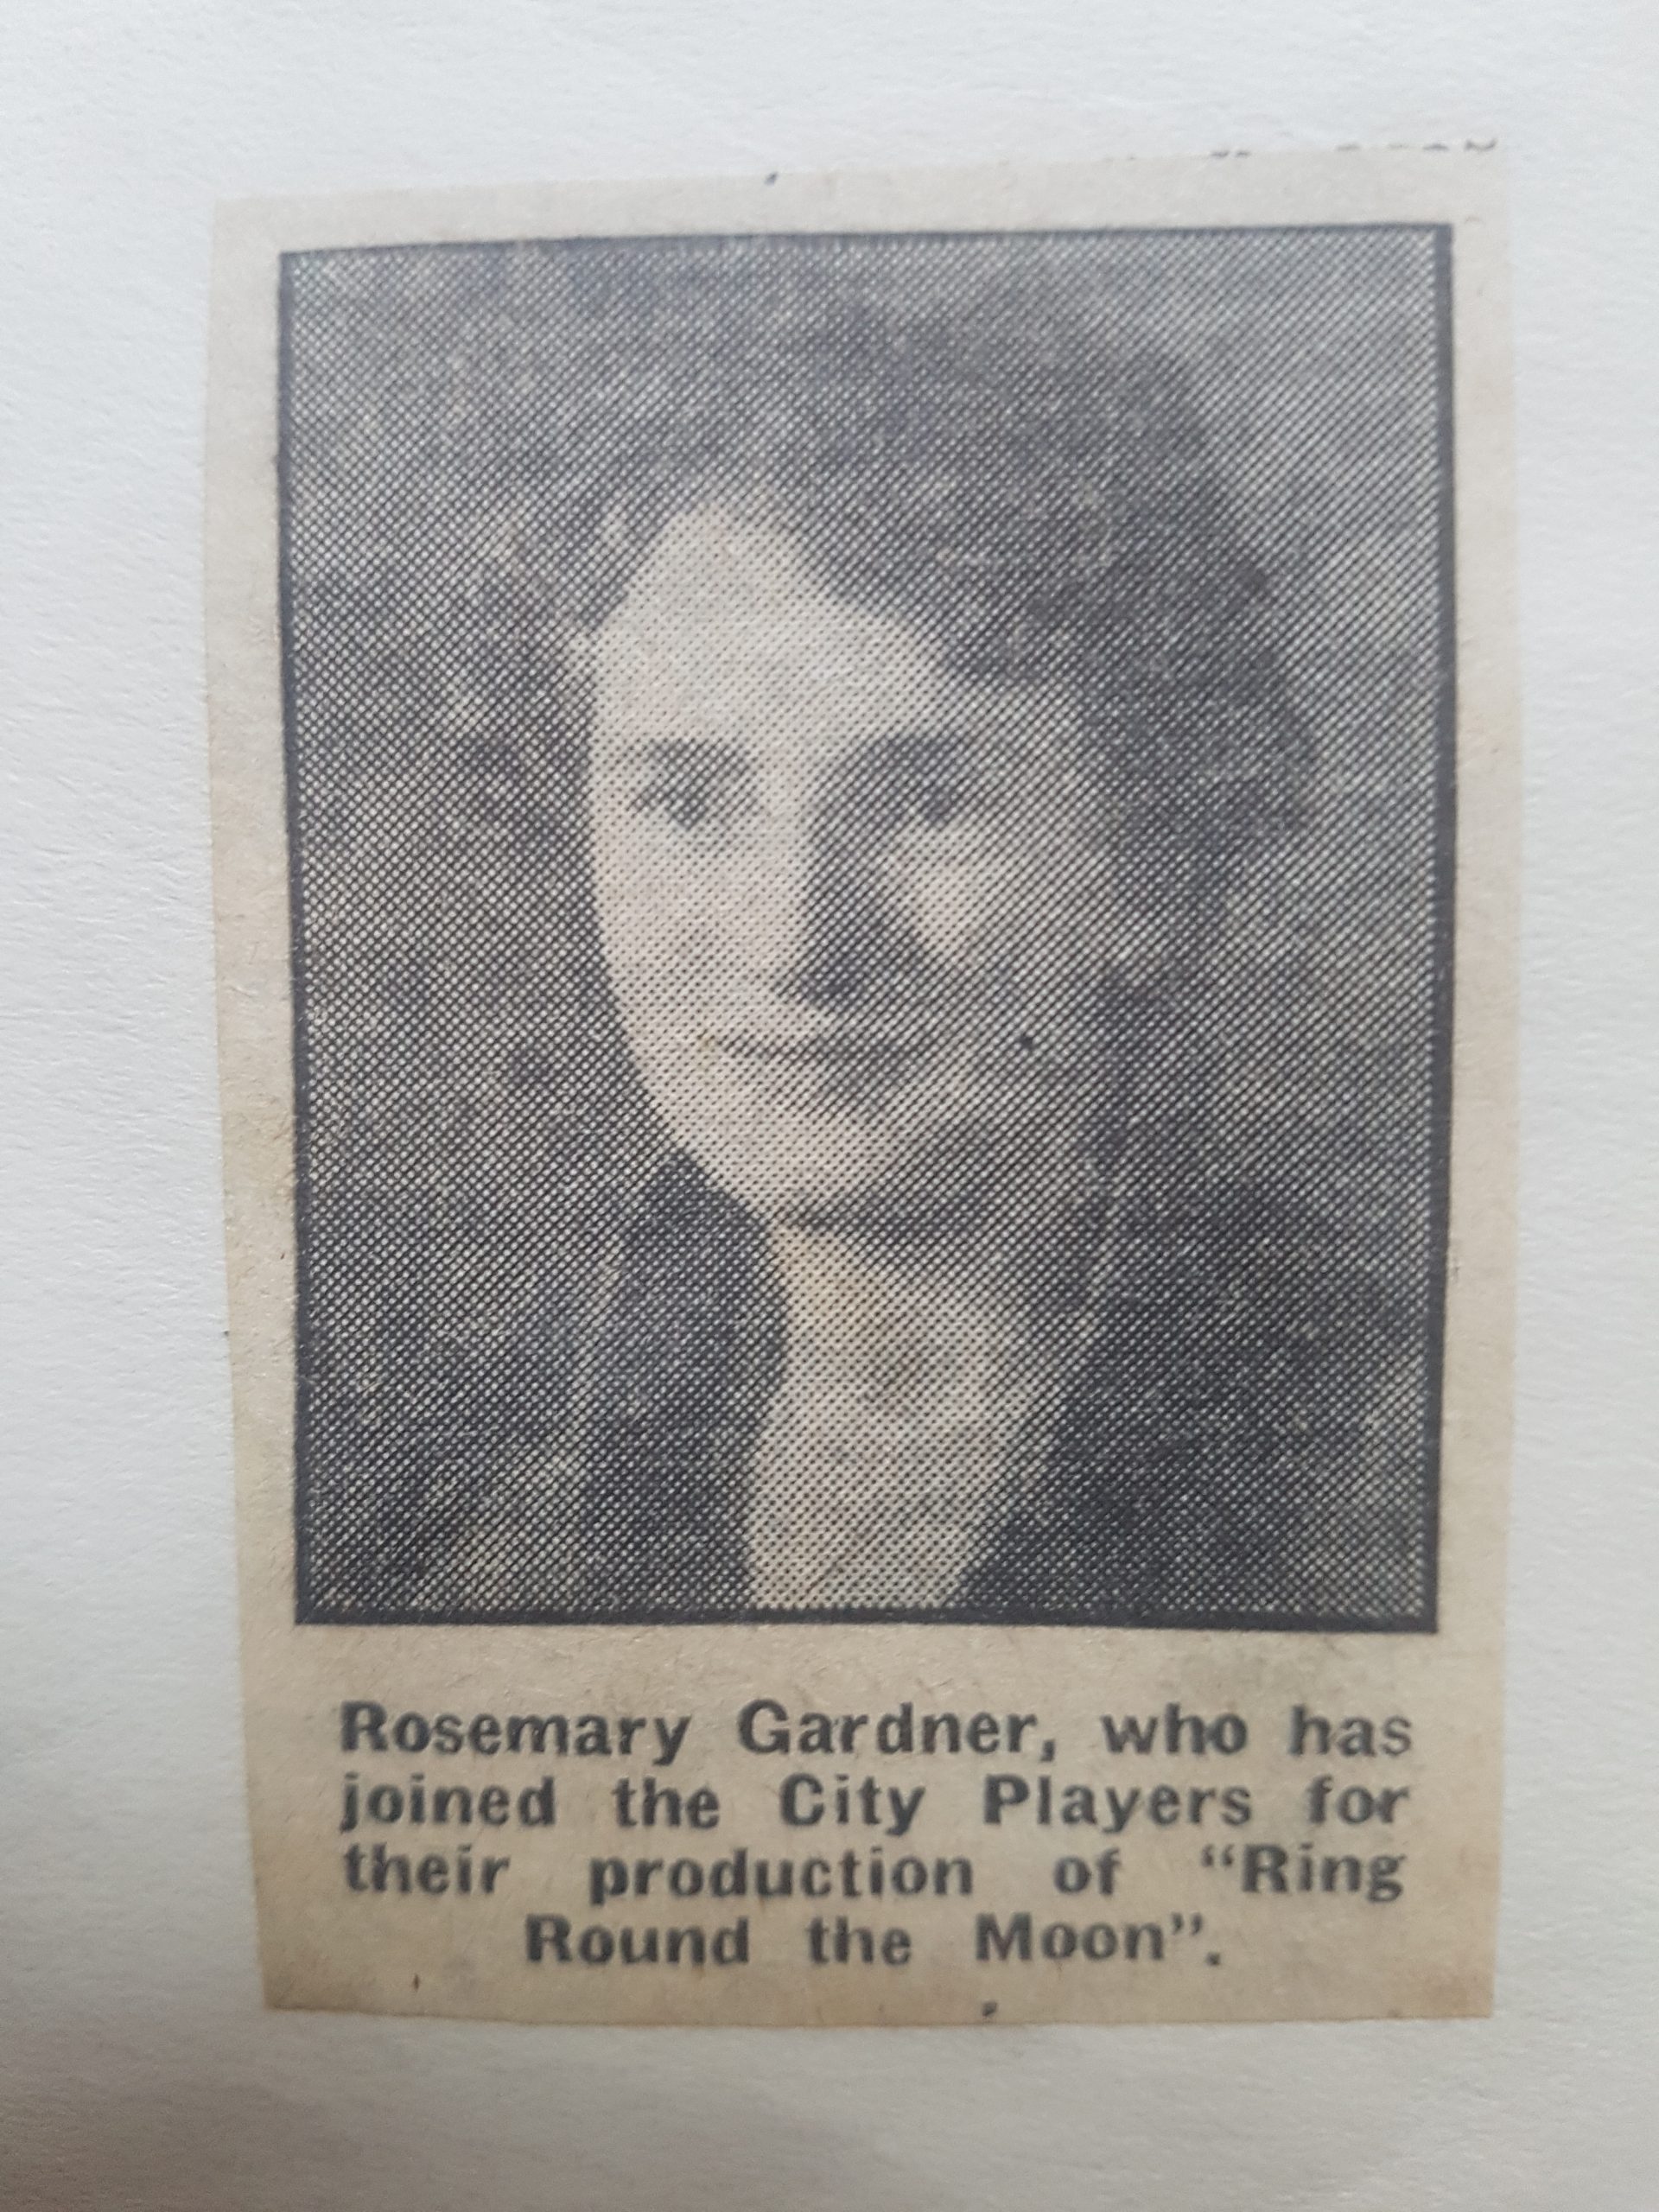 Rosemary Gardner, who has
joined the City Players for
their production of “Ring
Round the Moon”.